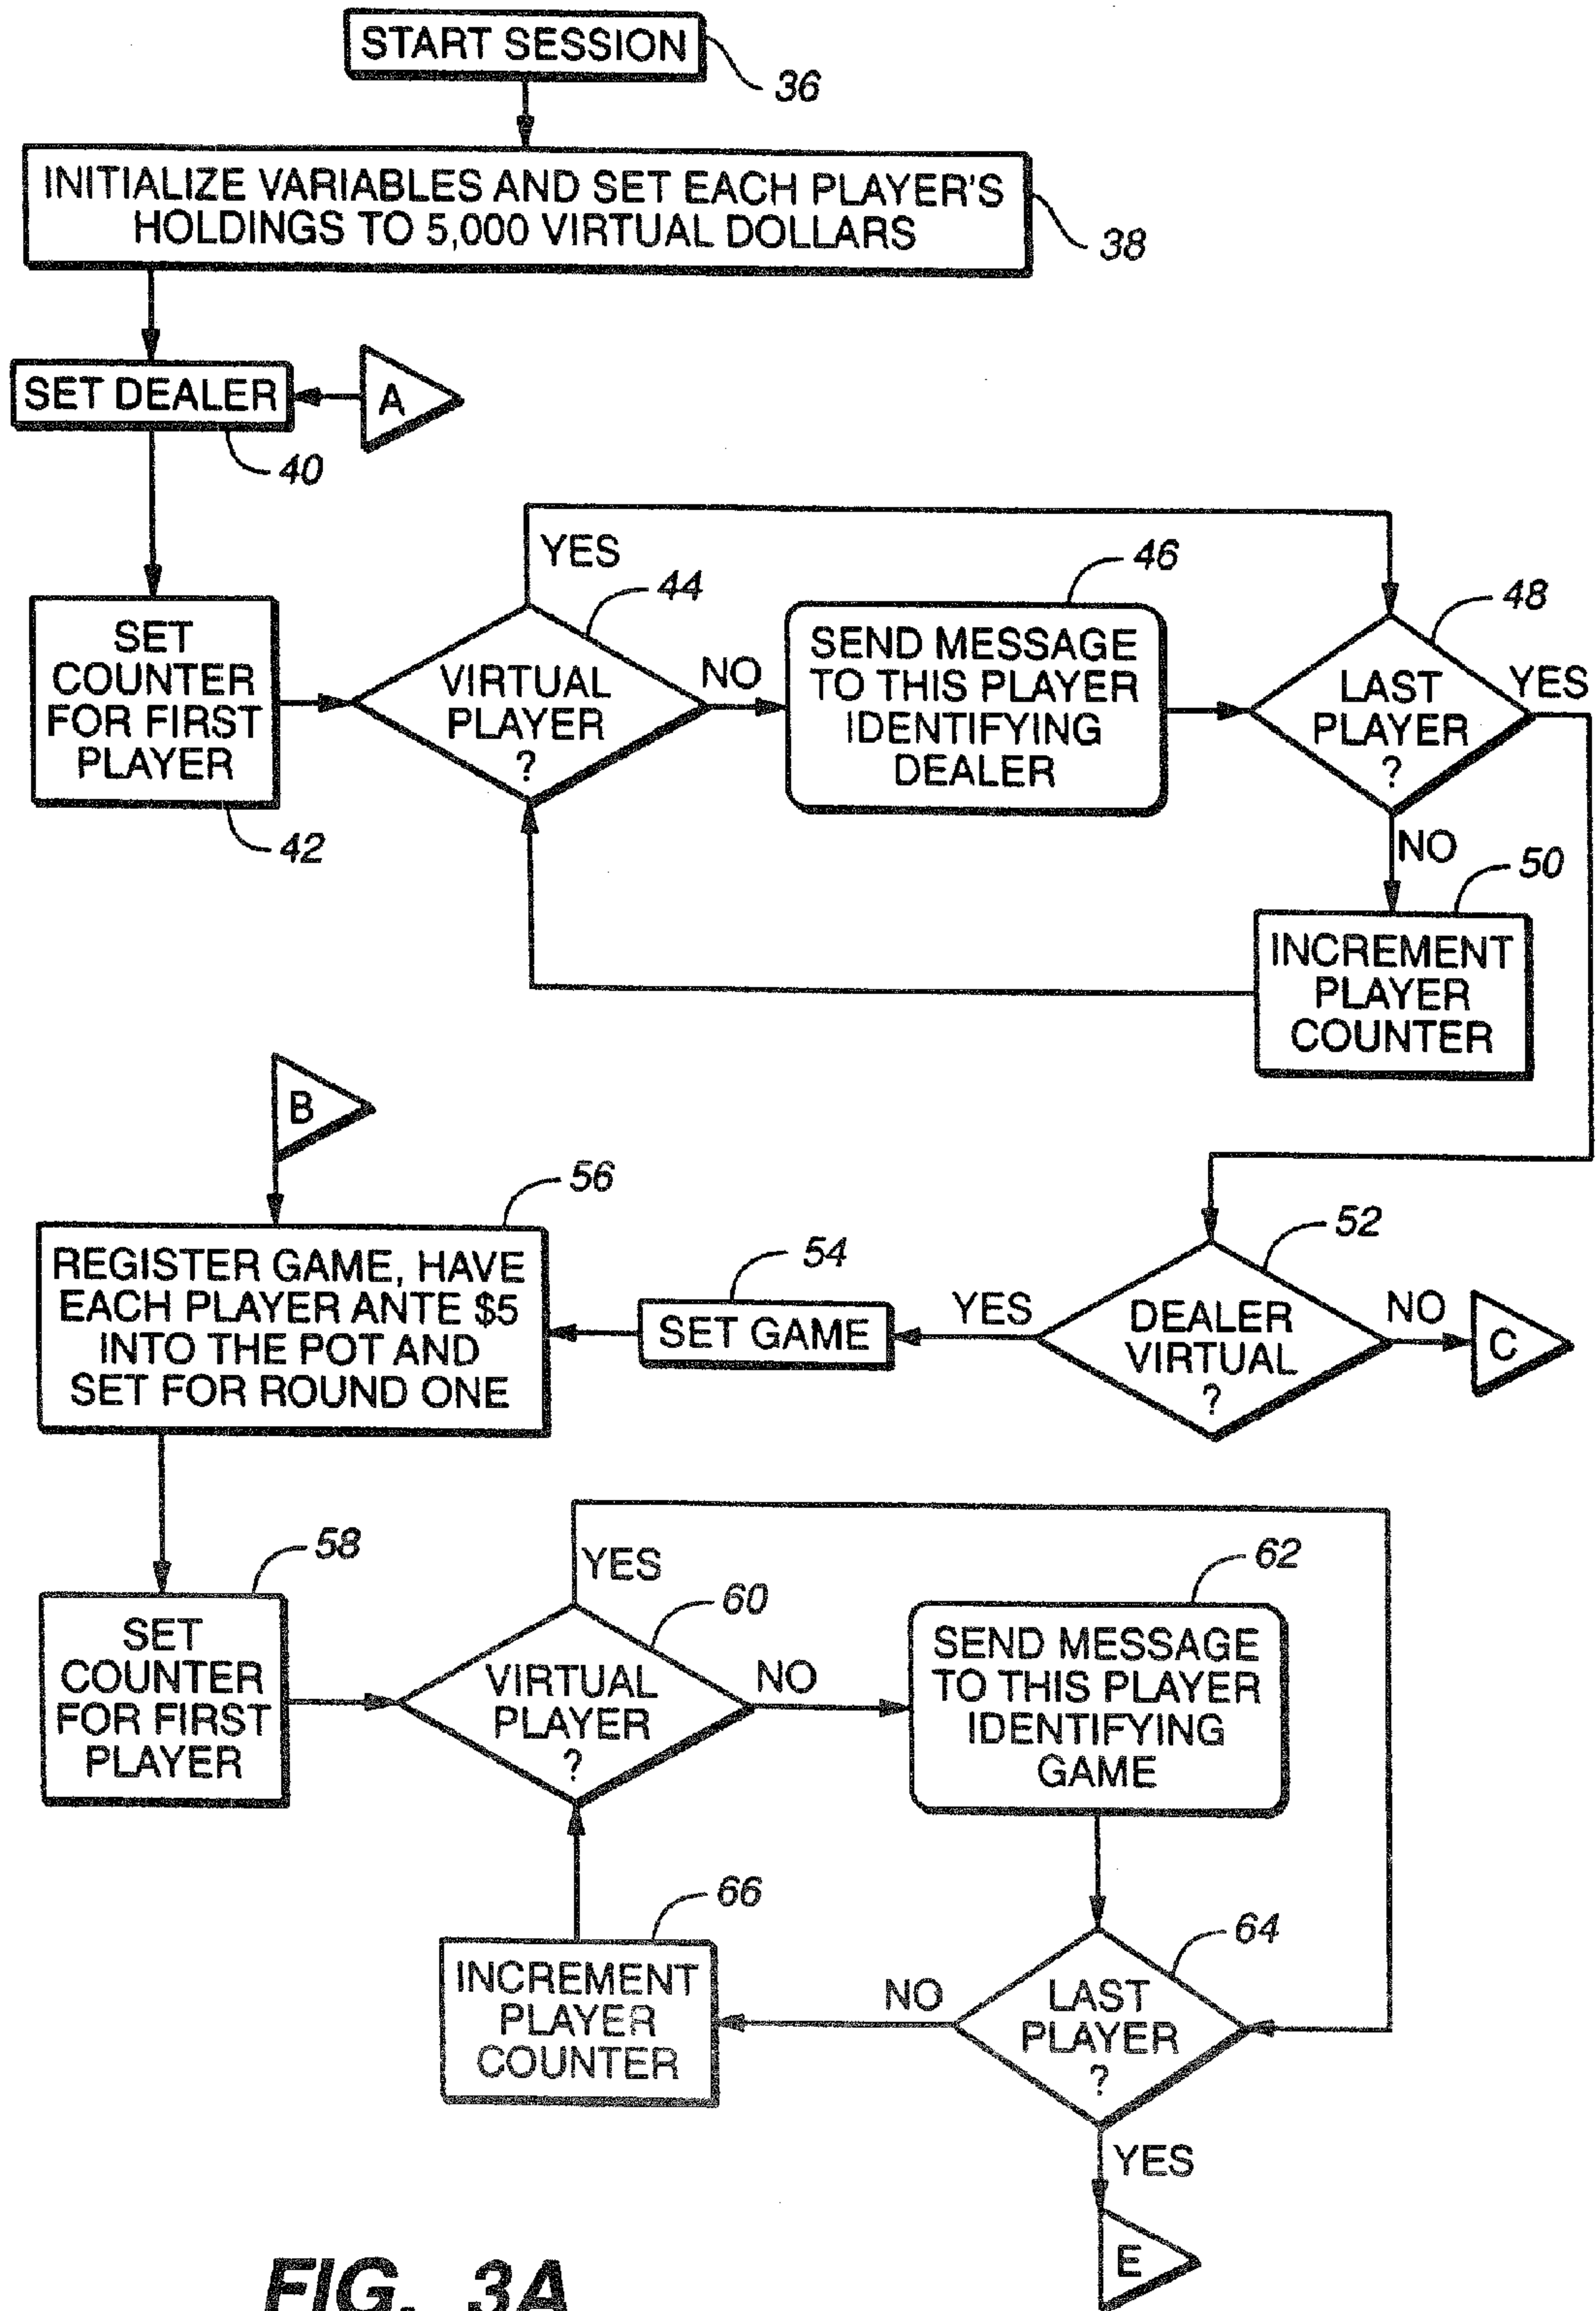 START SESSION
36
INITIALIZE VARIABLES AND SET EACH PLAYER'S
HOLDINGS TO 5,000 VIRTUAL DOLLARS
38
SET DEALER
A
40
YES
46
44
48
SET
COUNTER
FOR FIRST
PLAYER
42
VIRTUAL
PLAYER
?
NO
SEND MESSAGE
TO THIS PLAYER
IDENTIFYING
DEALER
LAST
PLAYER
?
YES
NO
50
INCREMENT
PLAYER
COUNTER
B
56
REGISTER GAME, HAVE
EACH PLAYER ANTE $5
INTO THE POT AND
SET FOR ROUND ONE
54
SET GAME
YES
52
DEALER
VIRTUAL
?
NO
C
58
SET
COUNTER
FOR FIRST
PLAYER
YES
60
VIRTUAL
PLAYER
?
NO
62
SEND MESSAGE
TO THIS PLAYER
IDENTIFYING
GAME
66
INCREMENT
PLAYER
COUNTER
NO
64
LAST
PLAYER
?
YES
E
FIG. 3A